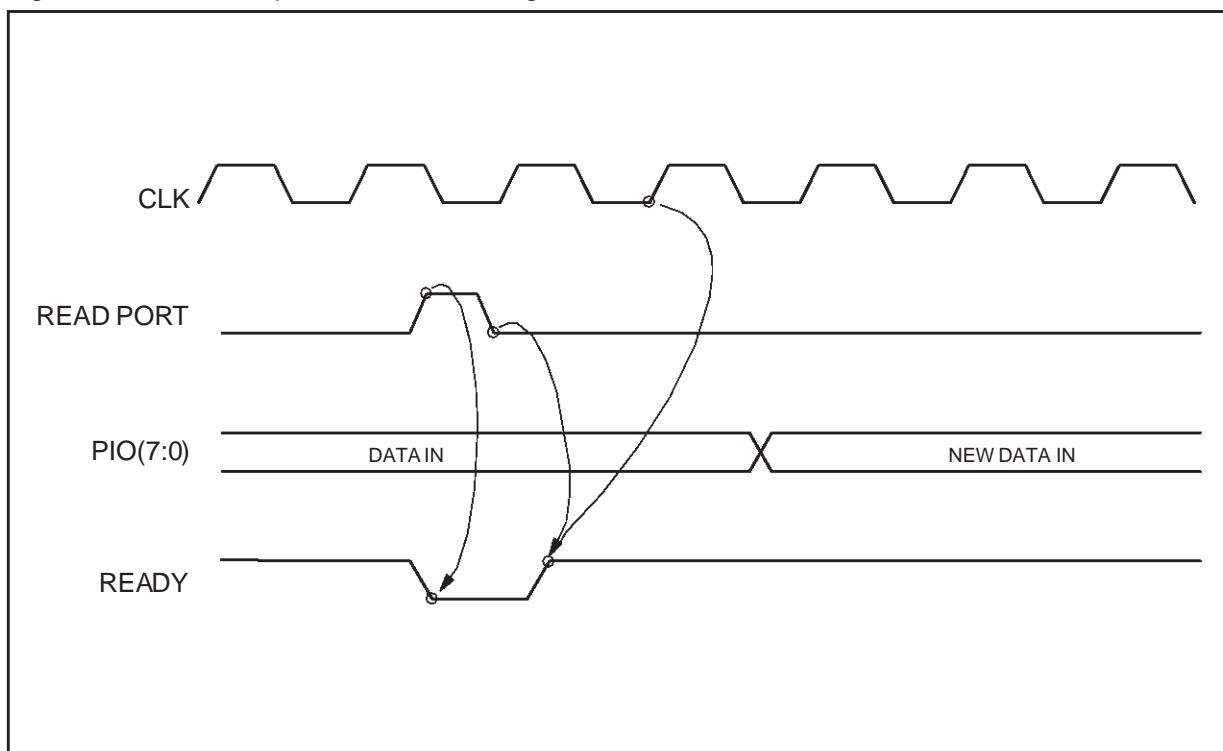 CLK
READ PORT
PIO(7:0)
DATA IN
NEW DATA IN
READY